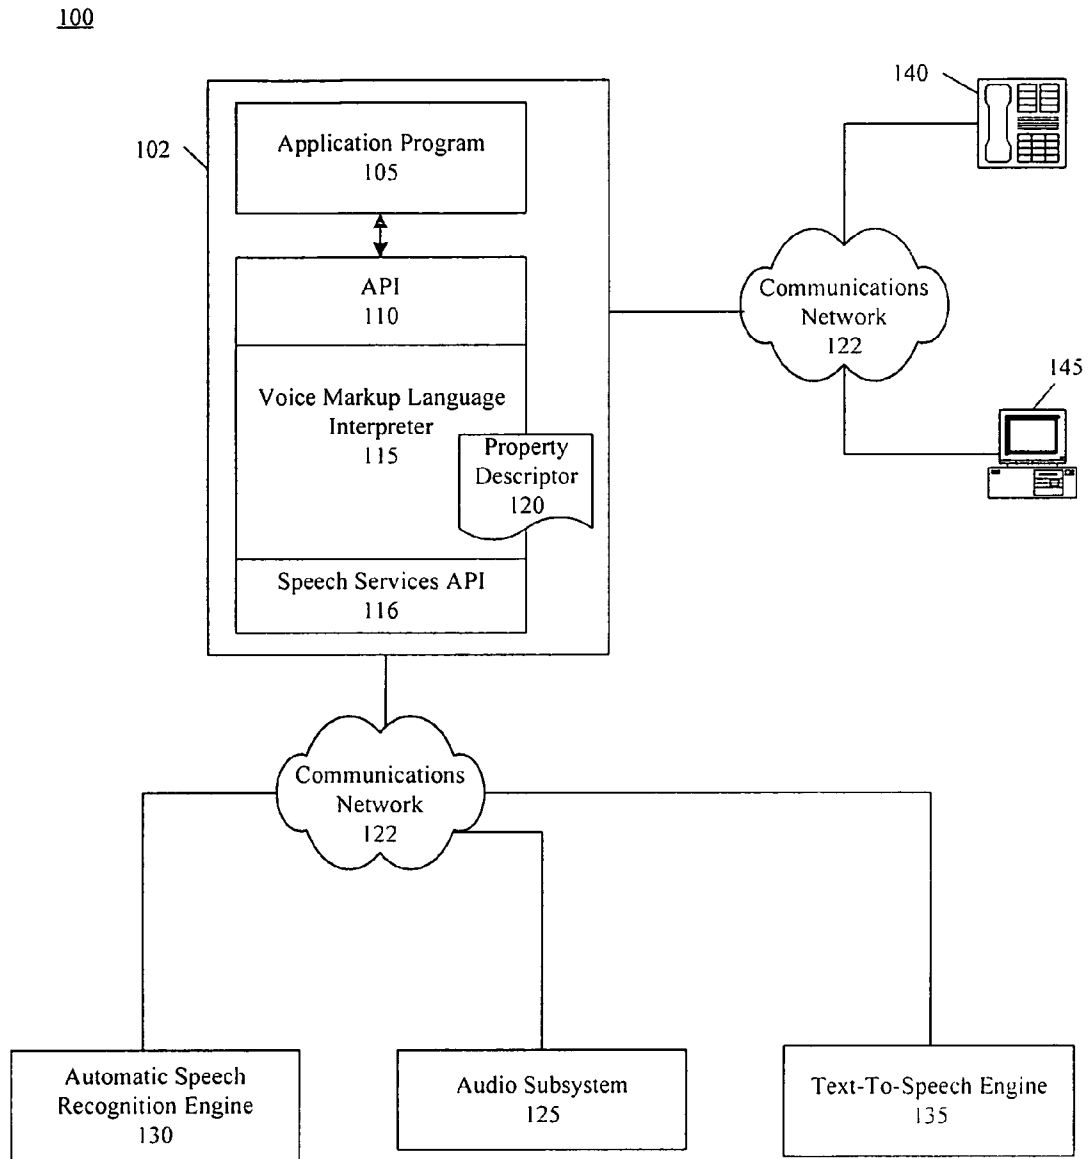 100
140
102
Application Program
105
API
110
Voice Markup Language
Interpreter
115
Property
Descriptor
120
Speech Services API
116
Communications
Network
122
145
Communications
Network
122
Automatic Speech
Recognition Engine
130
Audio Subsystem
125
Text-To-Speech Engine
135